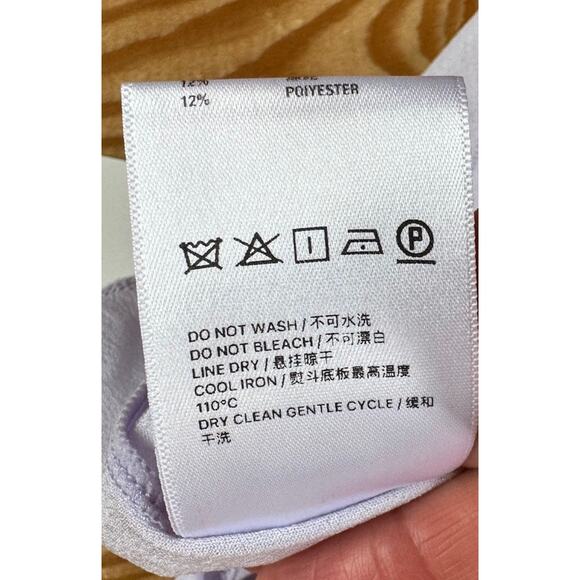 12% POIYESTER
P
DO NOT WASH / 不可水洗
DO NOT BLEACH / 不可漂白
LINE DRY / 悬挂晾干
COOL IRON / 熨斗底板最高温度
110°C
DRY CLEAN GENTLE CYCLE / 缓和
干洗